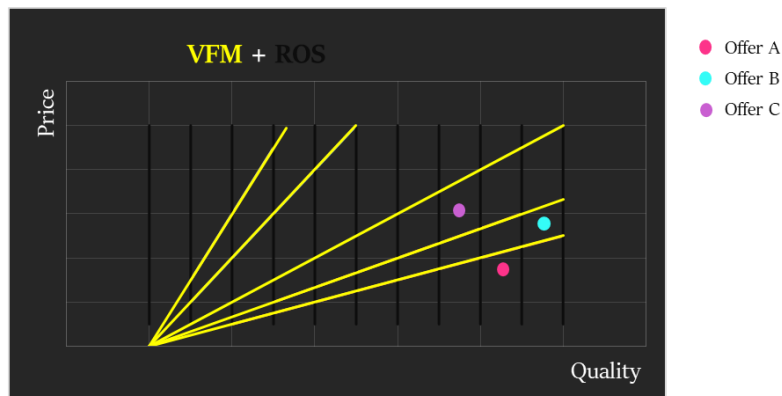 VFM + ROS
Price
Quality
Offer A
Offer B
Offer C